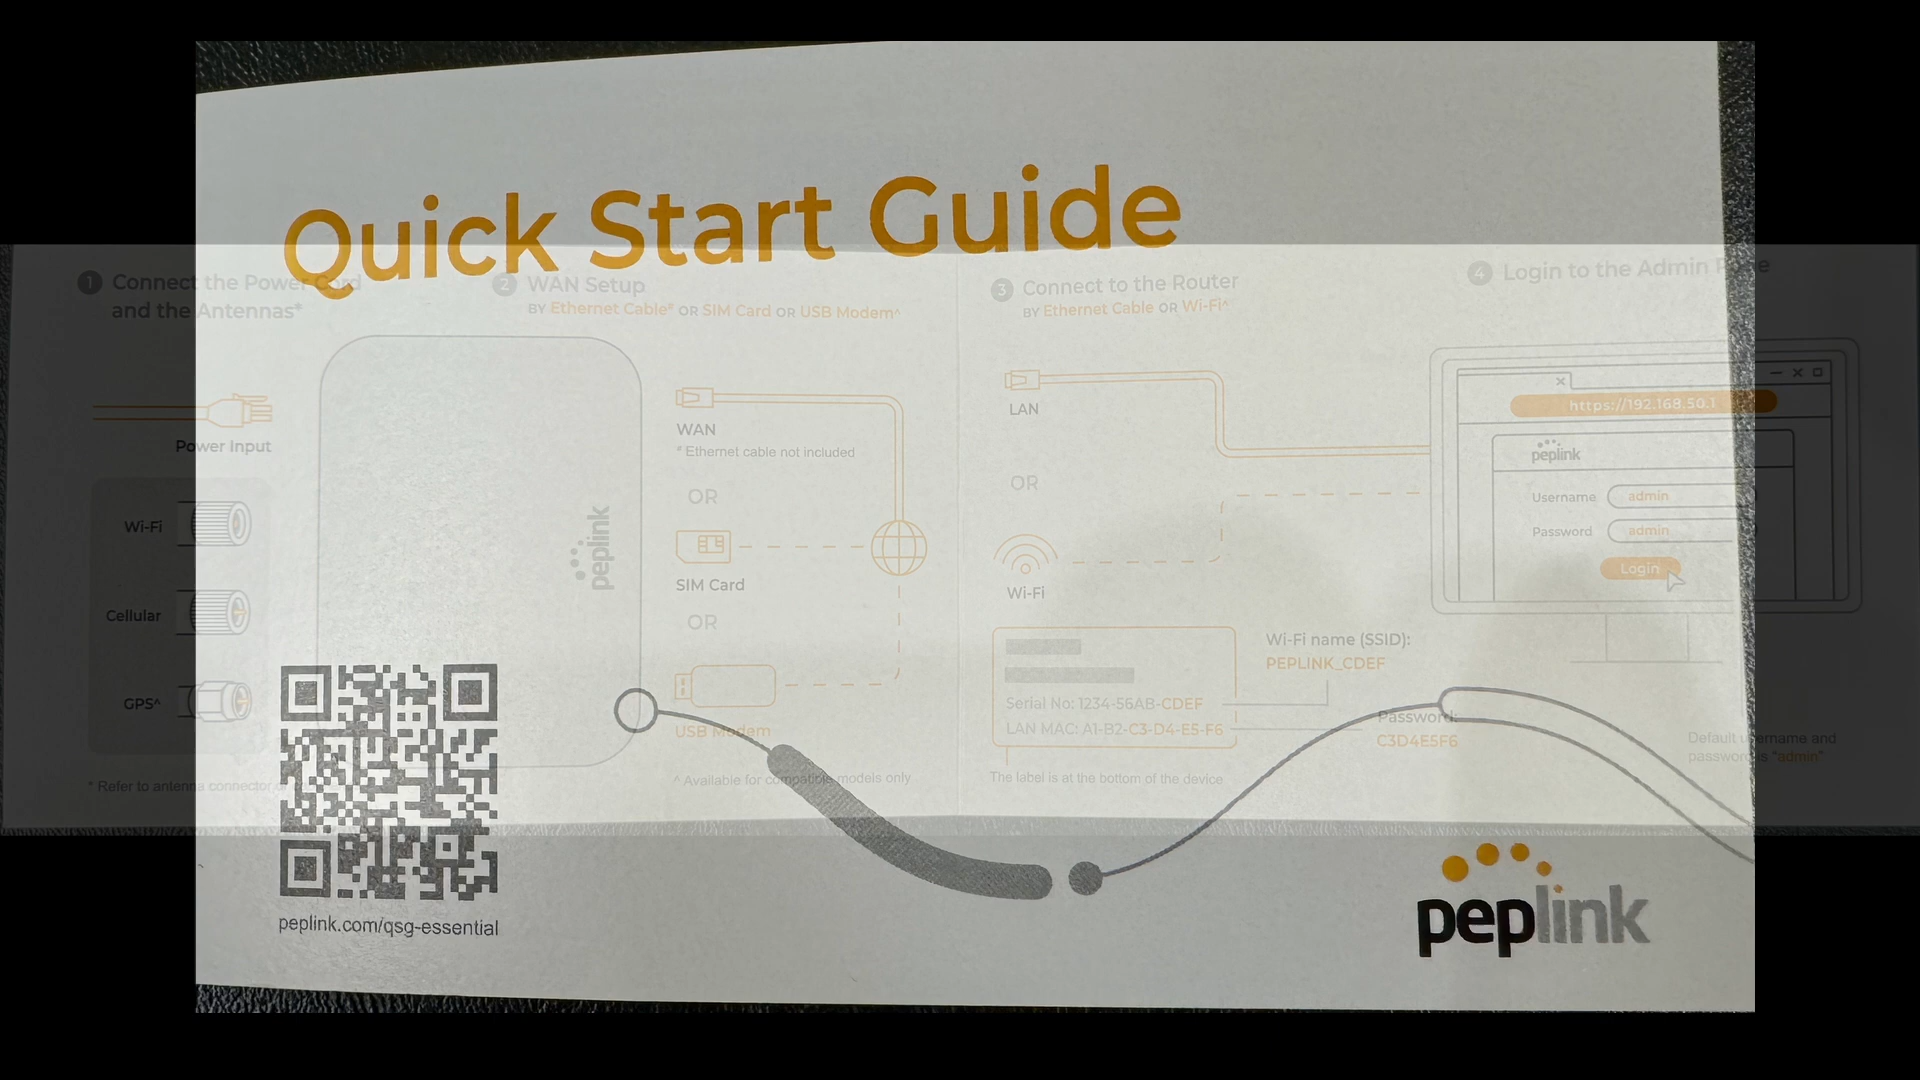 Quick Start Guide
1 Connect the Power Cord
and the Antennas*
Power Input
Wi-Fi
Cellular
GPS^
* Refer to antenna connector
peplink
2 WAN Setup
BY Ethernet Cable* OR SIM Card OR USB Modem^
WAN
* Ethernet cable not included
OR
SIM Card
OR
USB Modem
^ Available for compatible models only
3 Connect to the Router
BY Ethernet Cable OR Wi-Fi^
LAN
OR
Wi-Fi
Serial No: 1234-56AB-CDEF
LAN MAC: A1-B2-C3-D4-E5-F6
The label is at the bottom of the device
Wi-Fi name (SSID):
PEPLINK_CDEF
Password:
C3D4E5F6
4 Login to the Admin Page
https://192.168.50.1
peplink
Username admin
Password admin
Login
Default username and
password is "admin"
peplink.com/qsg-essential
peplink